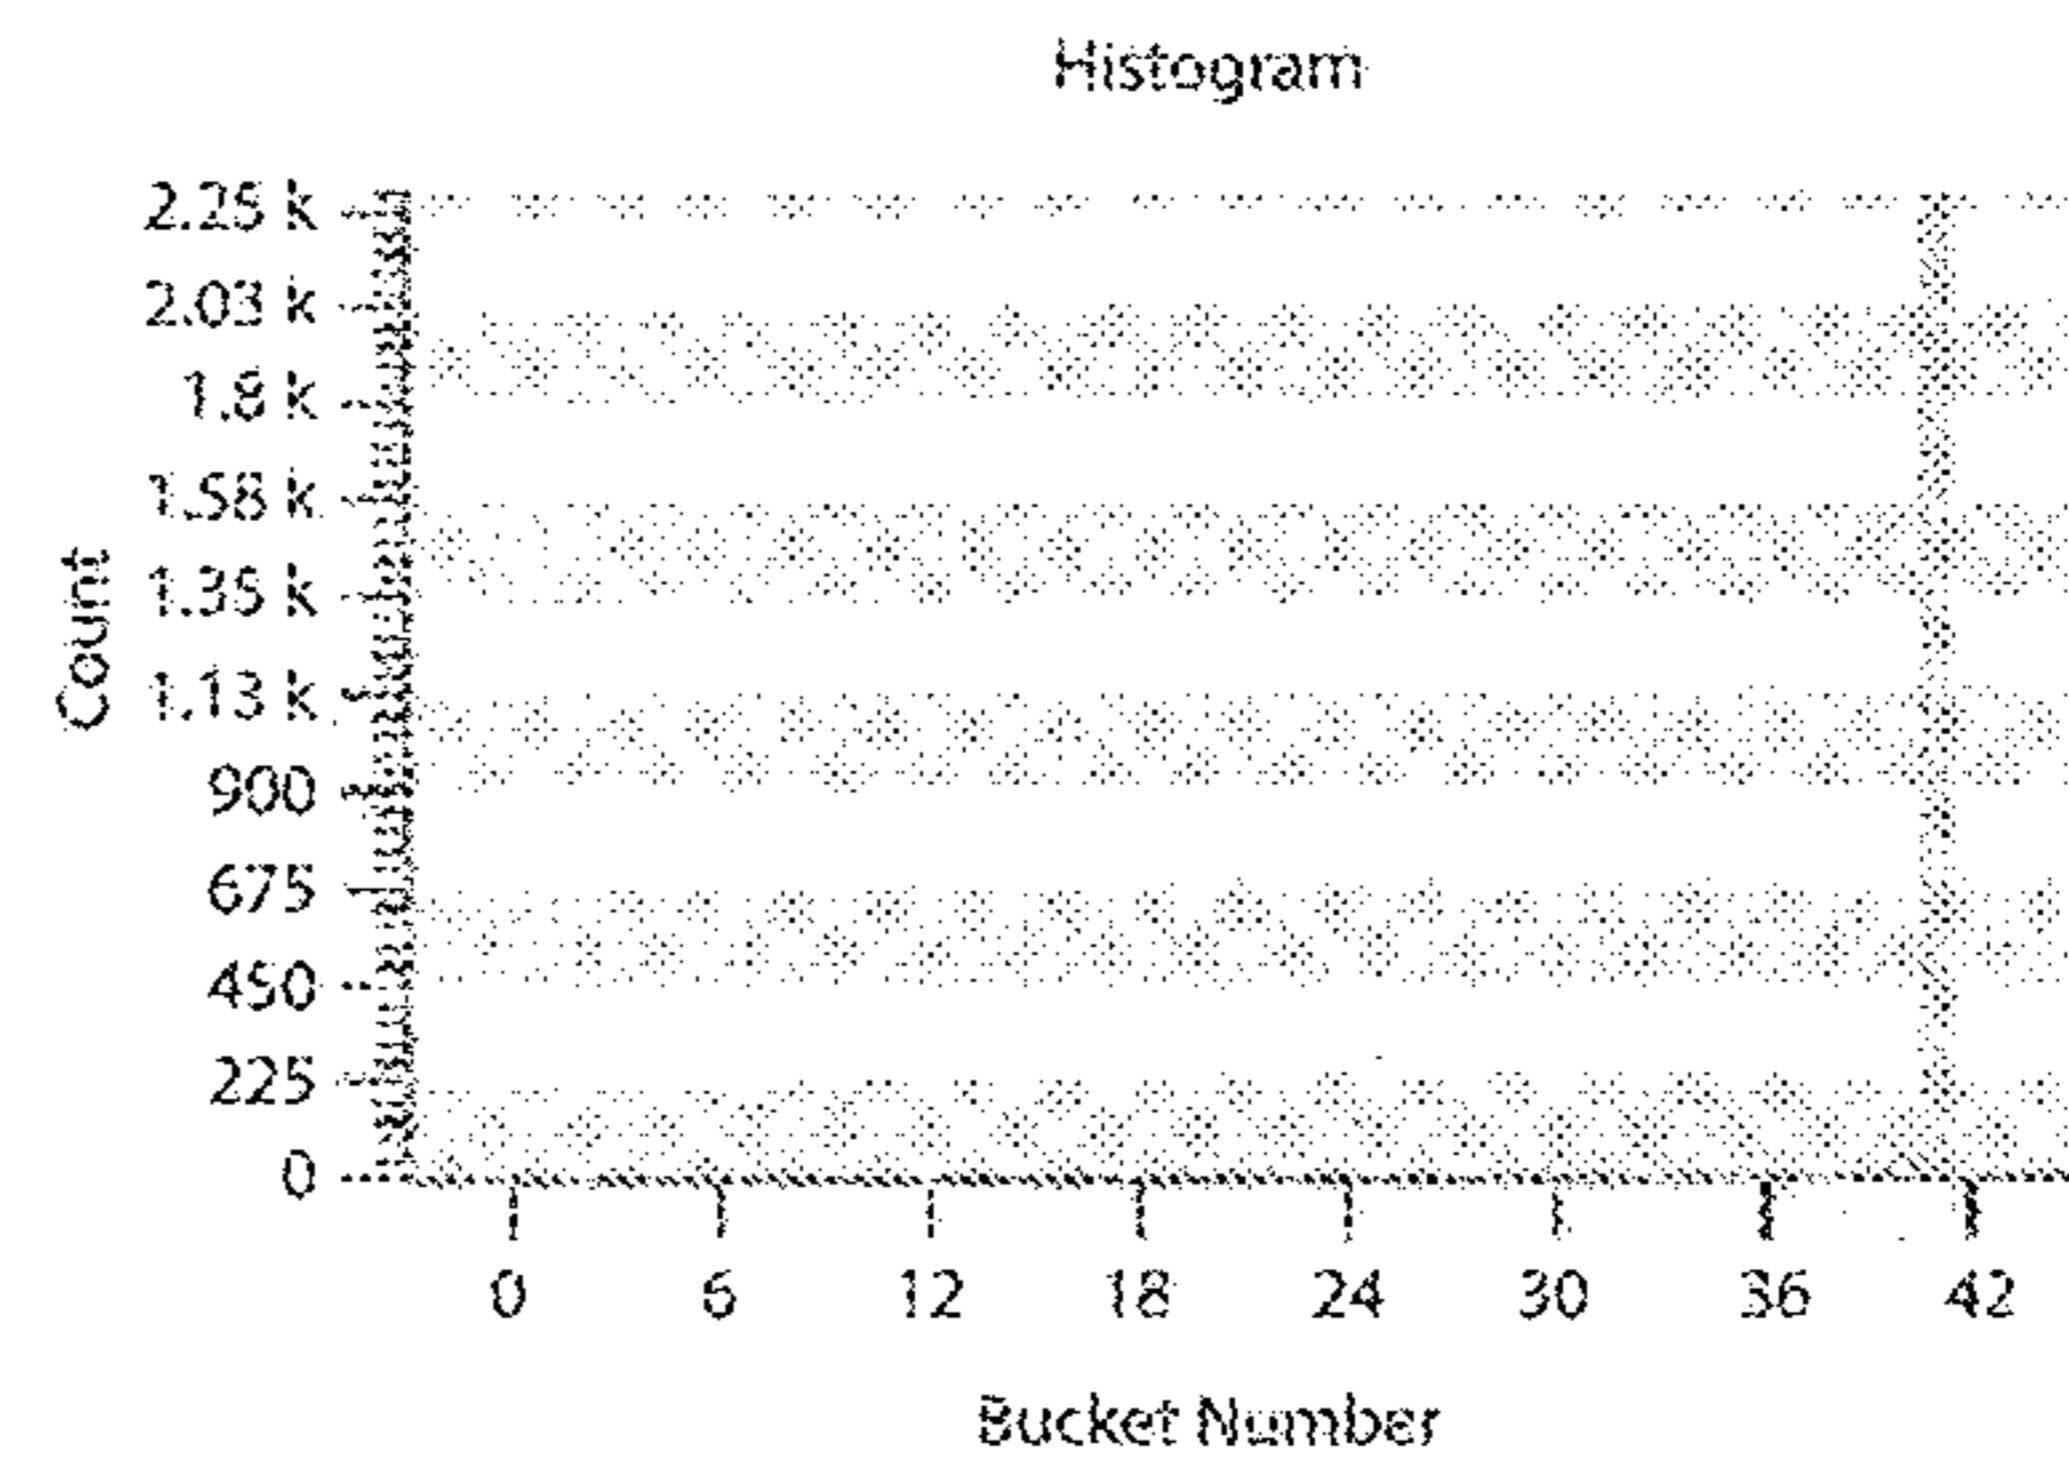 Histogram
2.25 k
2.03 k
1.8 k
1.58 k
1.35 k
1.13 k
900
675
450
225
0
Count
0 6 12 18 24 30 36 42
Bucket Number